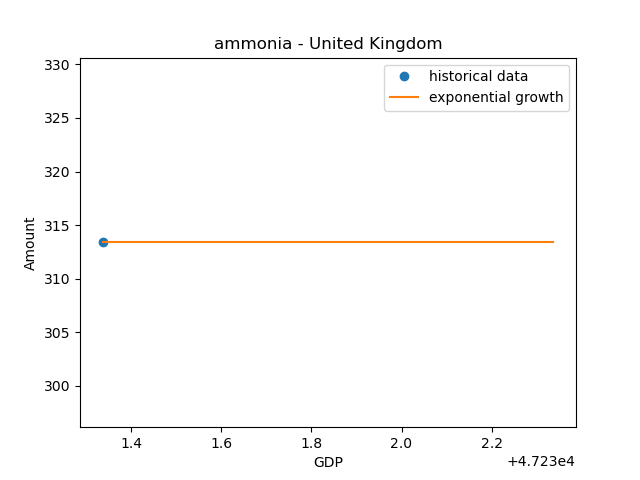 ammonia - United Kingdom
historical data
exponential growth
330
325
320
315
310
305
300
Amount
1.4 1.6 1.8 2.0 2.2
GDP
+4.723e4